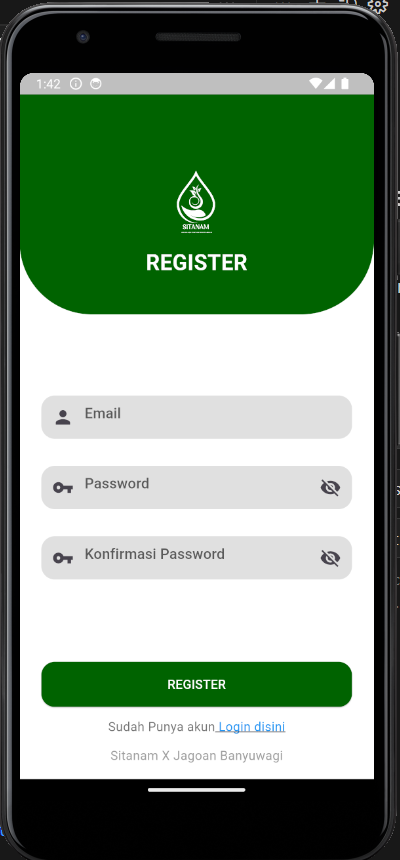 1:42
SITANAM
REGISTER
Email
Password
Konfirmasi Password
REGISTER
Sudah Punya akun Login disini
Sitanam X Jagoan Banyuwagi